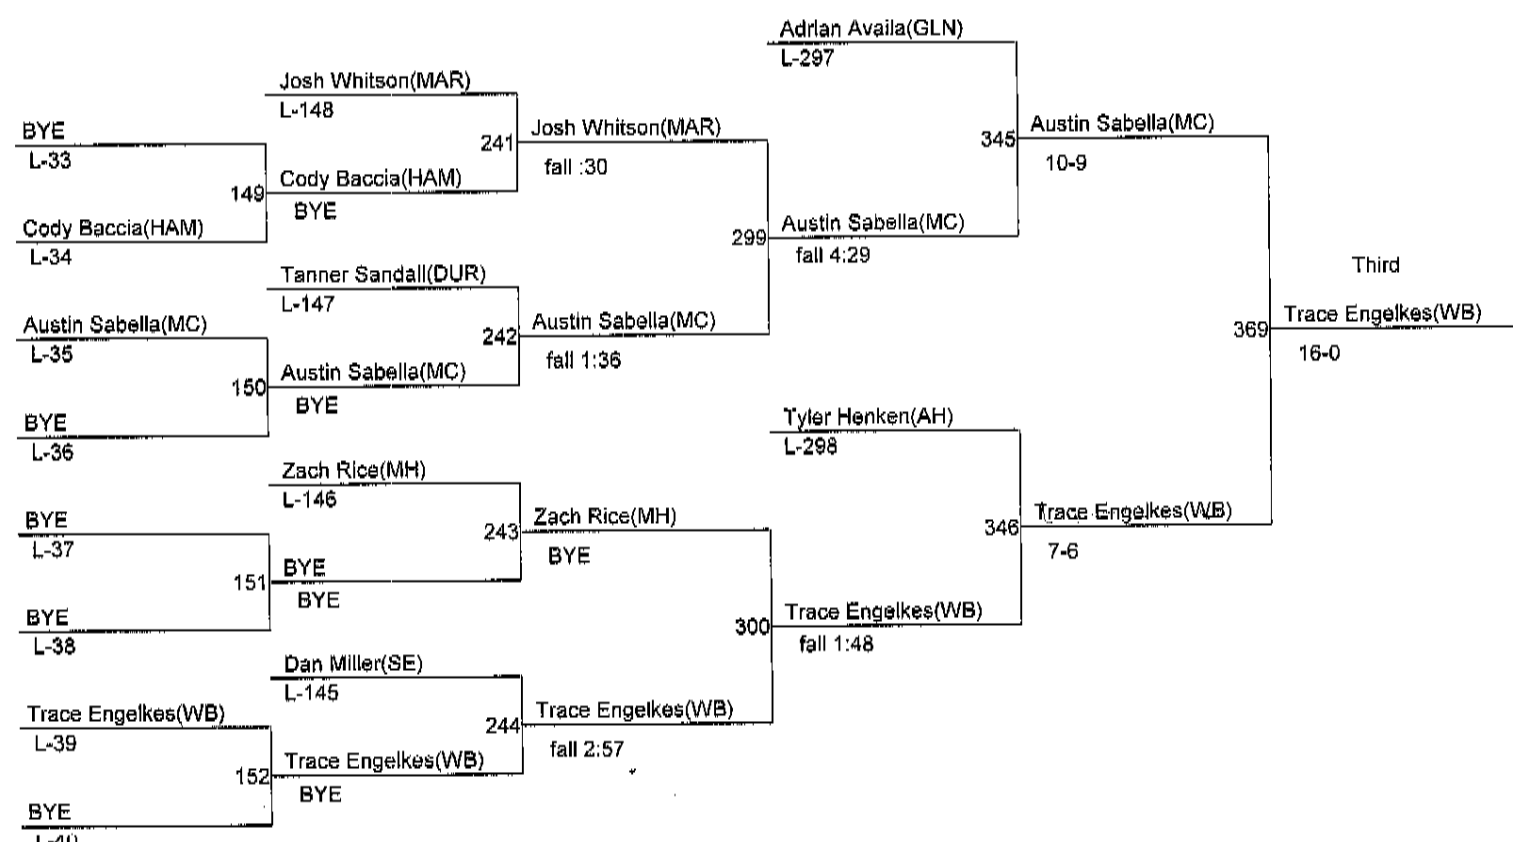 Adrian Availa(GLN)
L-297
Josh Whitson(MAR)
L-148
BYE
L-33
241
Josh Whitson(MAR)
fall :30
345
Austin Sabella(MC)
10-9
149
Cody Baccia(HAM)
BYE
Cody Baccia(HAM)
L-34
299
Austin Sabella(MC)
fall 4:29
Tanner Sandall(DUR)
L-147
Third
Austin Sabella(MC)
L-35
242
Austin Sabella(MC)
fall 1:36
369
Trace Engelkes(WB)
16-0
150
Austin Sabella(MC)
BYE
BYE
L-36
Tyler Henken(AH)
L-298
Zach Rice(MH)
L-146
BYE
L-37
243
Zach Rice(MH)
BYE
346
Trace Engelkes(WB)
7-6
151
BYE
BYE
BYE
L-38
300
Trace Engelkes(WB)
fall 1:48
Dan Miller(SE)
L-145
Trace Engelkes(WB)
L-39
244
Trace Engelkes(WB)
fall 2:57
152
Trace Engelkes(WB)
BYE
BYE
L-40